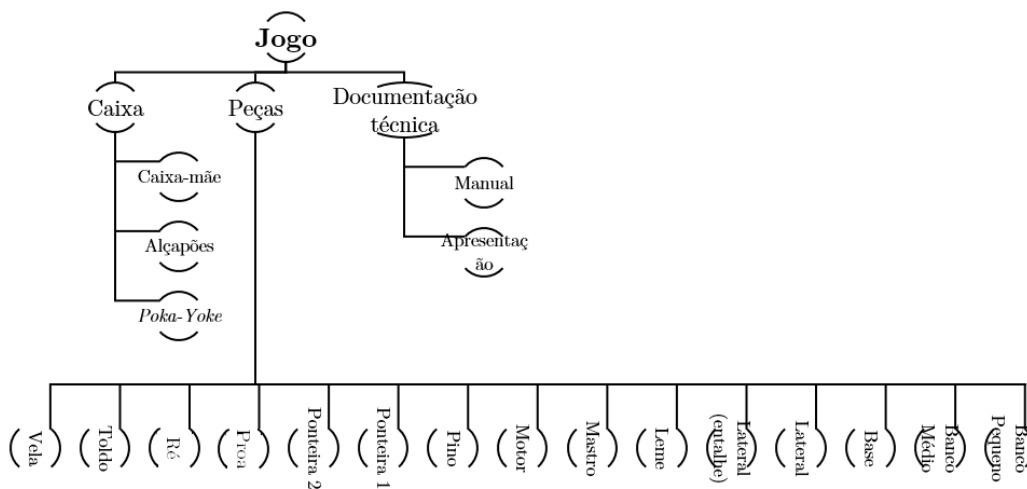 Jogo
Caixa
Peças
Documentação
técnica
Caixa-mãe
Alçapões
Poka-Yoke
Manual
Apresentaç
ão
Vela
Toldo
Ré
Proa
Ponteira 2
Ponteira 1
Pino
Motor
Mastro
Leme
Lateral
(entalhe)
Lateral
Base
Banco
Médio
Banco
Pequeno